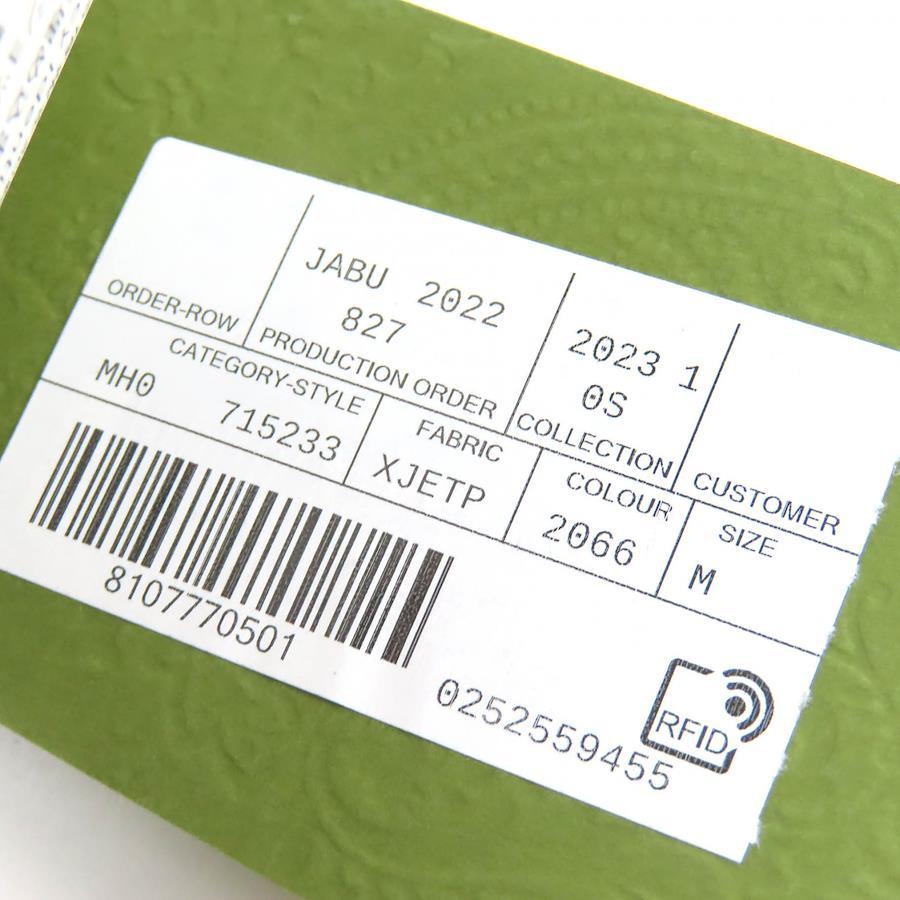 JABU 2022
827
ORDER-ROW
PRODUCTION ORDER
2023 1
0S
COLLECTION
CUSTOMER
CATEGORY-STYLE
MH0 715233
FABRIC
XJETP
COLOUR
2066
SIZE
M
8107770501
0252559455
RFID